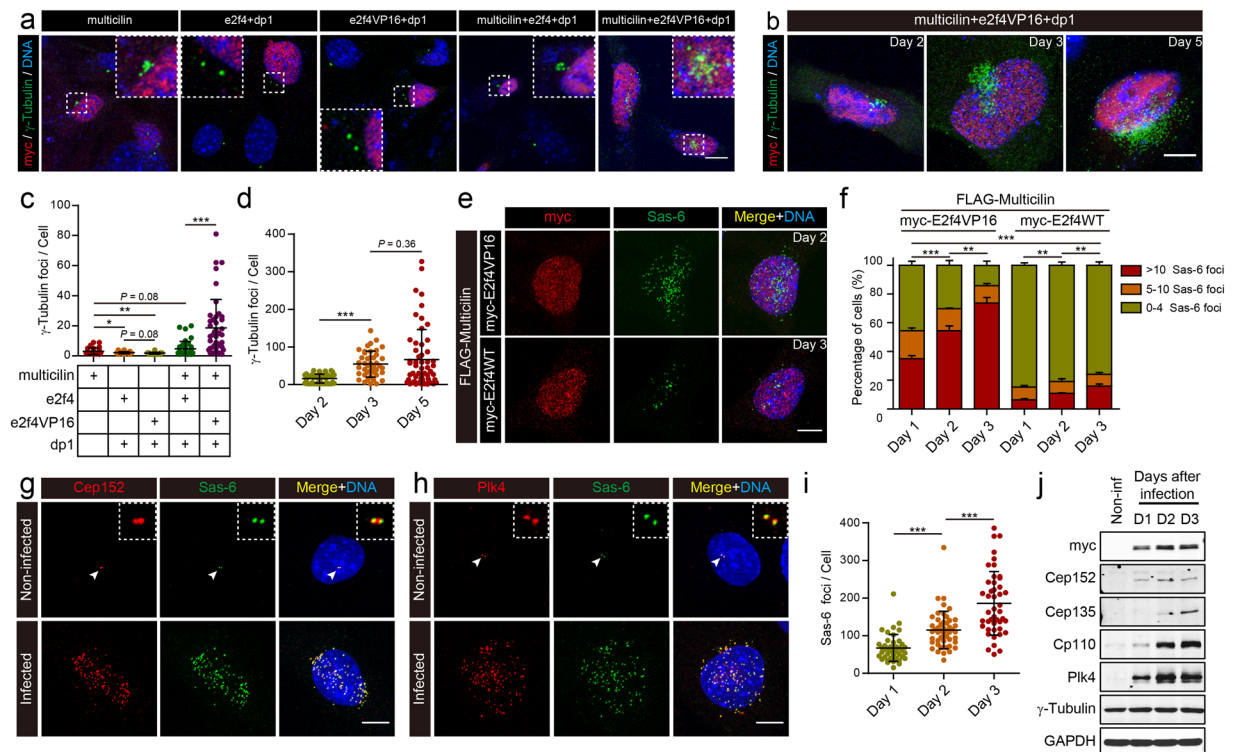 a
multicilin
e2f4+dp1
e2f4VP16+dp1
multicilin+e2f4+dp1
multicilin+e2f4VP16+dp1
myc / γ-Tubulin / DNA
b
multicilin+e2f4VP16+dp1
myc / γ-Tubulin / DNA
Day 2
Day 3
Day 5
c
γ-Tubulin foci / Cell
100
80
60
40
20
0
***
P = 0.08
**
*
P = 0.08
multicilin + + +
e2f4 + +
e2f4VP16 + +
dp1 + + + +
d
γ-Tubulin foci / Cell
400
300
200
100
0
***
P = 0.36
Day 2
Day 3
Day 5
e
myc
Sas-6
Merge+DNA
FLAG-Multicilin
myc-E2f4VP16
Day 2
myc-E2f4WT
Day 3
f
FLAG-Multicilin
myc-E2f4VP16
myc-E2f4WT
***
*** ** ** **
Percentage of cells (%)
100
80
60
40
20
0
Day 1
Day 2
Day 3
Day 1
Day 2
Day 3
>10 Sas-6 foci
5-10 Sas-6 foci
0-4 Sas-6 foci
g
Cep152
Sas-6
Merge+DNA
Non-infected
Infected
h
Plk4
Sas-6
Merge+DNA
Non-infected
Infected
i
Sas-6 foci / Cell
400
300
200
100
0
***
***
Day 1
Day 2
Day 3
j
Non-inf
Days after
infection
D1 D2 D3
myc
Cep152
Cep135
Cp110
Plk4
γ-Tubulin
GAPDH